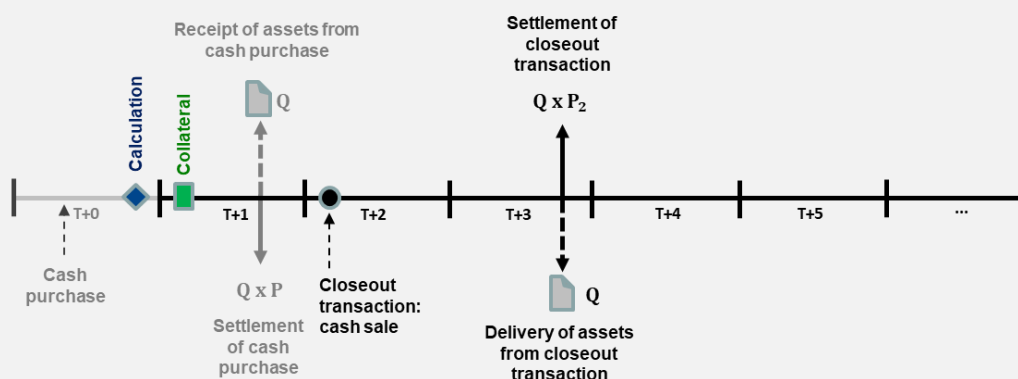 Receipt of assets from
cash purchase
Q
Settlement of
closeout
transaction
Q x P₂
Calculation
Collateral
T+0
T+1
T+2
T+3
T+4
T+5
...
Cash
purchase
Q x P
Settlement
of cash
purchase
Closeout
transaction:
cash sale
Q
Delivery of assets
from closeout
transaction